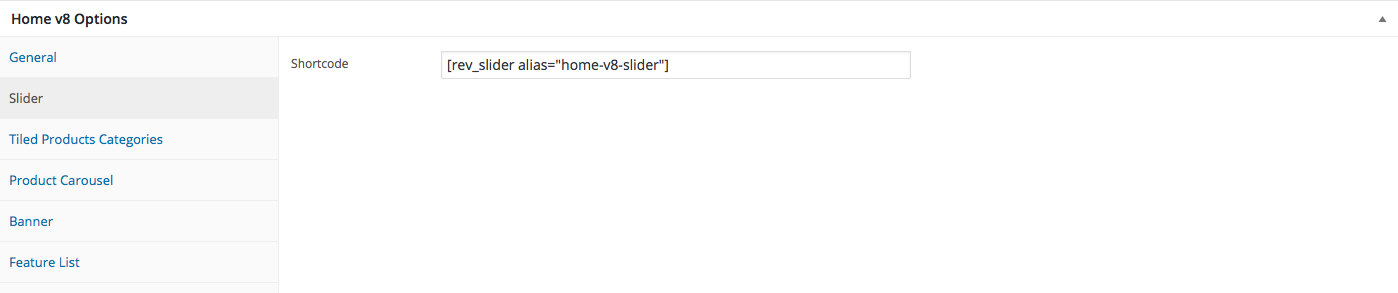 Home v8 Options
General
Shortcode
[rev_slider alias="home-v8-slider"]
Slider
Tiled Products Categories
Product Carousel
Banner
Feature List